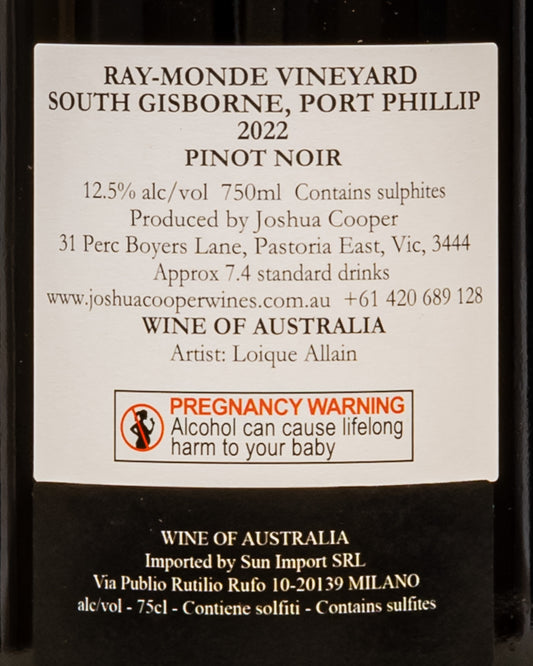 RAY-MONDE VINEYARD
SOUTH GISBORNE, PORT PHILLIP
2022
PINOT NOIR
12.5% alc/vol 750ml Contains sulphites
Produced by Joshua Cooper
31 Perc Boyers Lane, Pastoria East, Vic, 3444
Approx 7.4 standard drinks
www.joshuacooperwines.com.au +61 420 689 128
WINE OF AUSTRALIA
Artist: Loique Allain
PREGNANCY WARNING
Alcohol can cause lifelong
harm to your baby
WINE OF AUSTRALIA
Imported by Sun Import SRL
Via Publio Rutilio Rufo 10-20139 MILANO
alc/vol - 75cl - Contiene solfiti - Contains sulfites